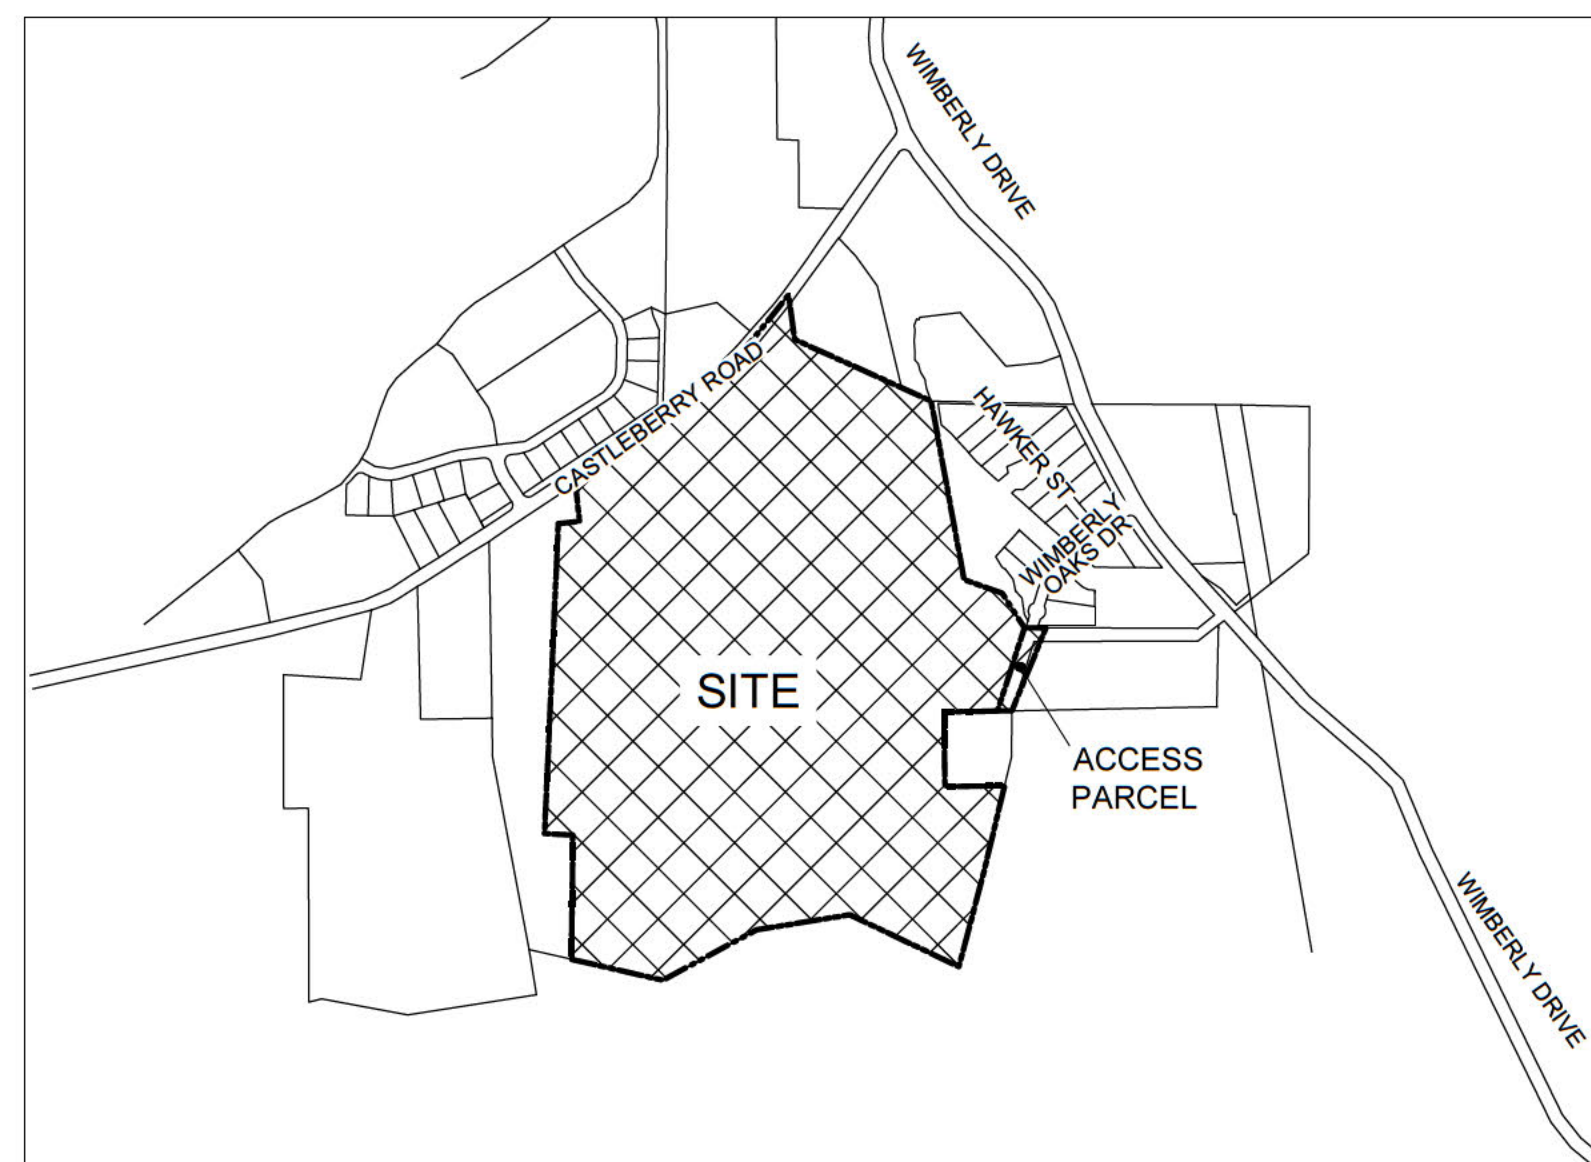 WIMBERLY DRIVE
CASTLEBERRY ROAD
HAWKER ST
WIMBERLY
OAKS DR
SITE
ACCESS
PARCEL
WIMBERLY DRIVE